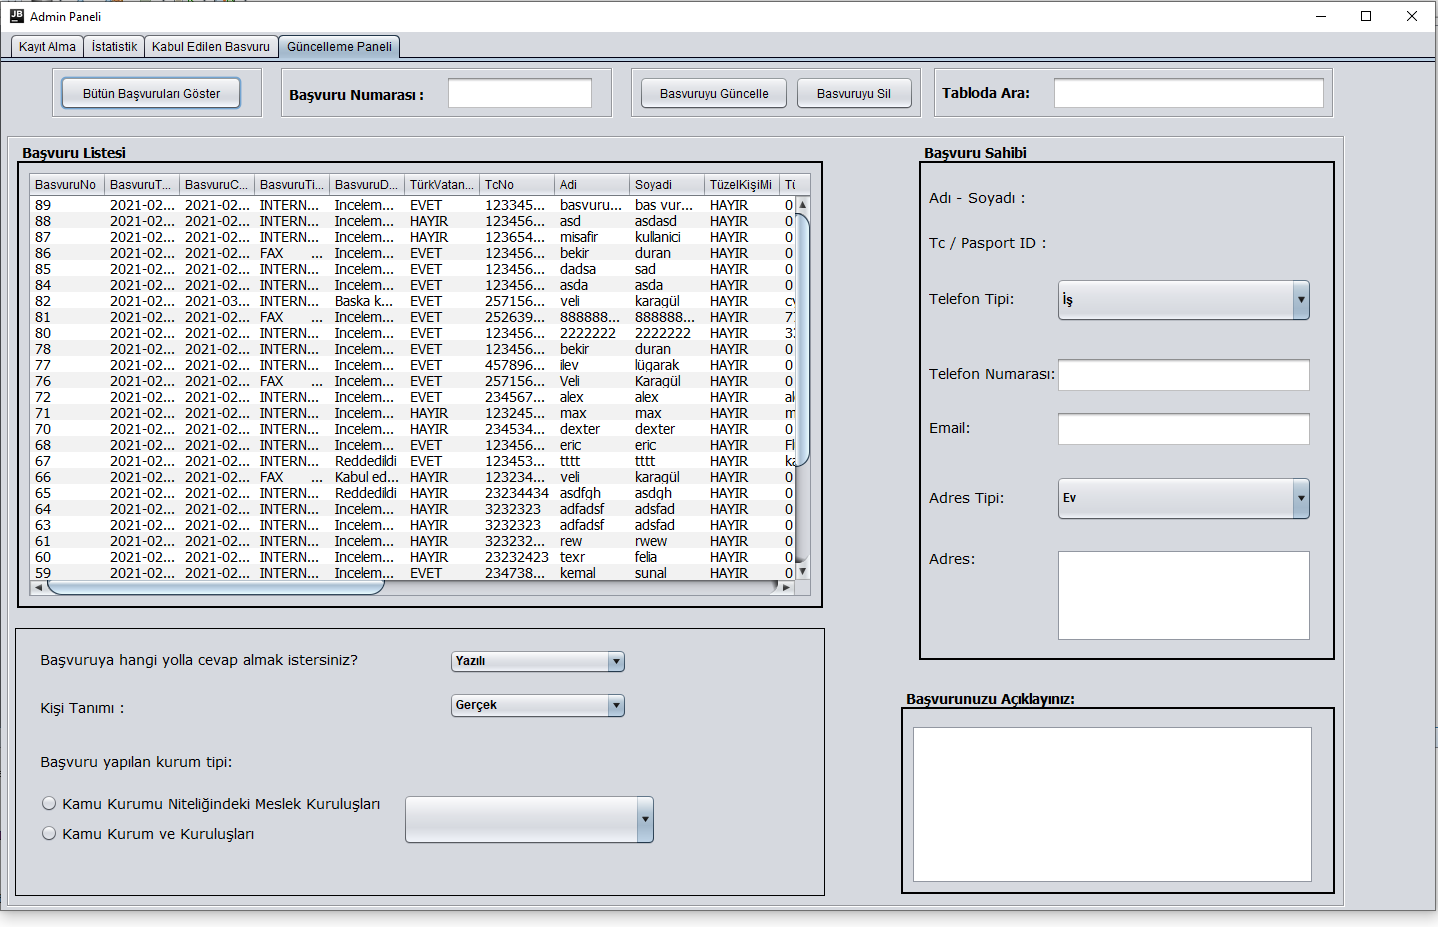 JB Admin Paneli
Kayıt Alma İstatistik Kabul Edilen Basvuru Güncelleme Paneli
Bütün Başvuruları Göster Başvuru Numarası : Basvuruyu Güncelle Basvuruyu Sil Tabloda Ara:
Başvuru Listesi
BasvuruNo BasvuruT... BasvuruC... BasvuruTi... BasvuruD... TürkVatan... TcNo Adi Soyadi TüzelKişiMi Tü
89 2021-02... 2021-02... INTERN... Incelem... EVET 123345... basvuru... bas vur... HAYIR 0
88 2021-02... 2021-02... INTERN... Incelem... HAYIR 123456... asd asdasd HAYIR 0
87 2021-02... 2021-02... INTERN... Incelem... HAYIR 123654... misafir kullanici HAYIR 0
86 2021-02... 2021-02... FAX ... Incelem... EVET 123456... bekir duran HAYIR 0
85 2021-02... 2021-02... INTERN... Incelem... EVET 123456... dadsa sad HAYIR 0
84 2021-02... 2021-02... INTERN... Incelem... EVET 123456... asda asda HAYIR 0
82 2021-02... 2021-03... INTERN... Baska k... EVET 257156... veli karagül HAYIR
81 2021-02... 2021-02... FAX ... Incelem... EVET 252639... 888888... 888888... HAYIR
80 2021-02... 2021-02... INTERN... Incelem... EVET 123456... 2222222 2222222 HAYIR
78 2021-02... 2021-02... INTERN... Incelem... EVET 123456... bekir duran HAYIR 0
77 2021-02... 2021-02... INTERN... Incelem... EVET 457896... ilev lügarak HAYIR 0
76 2021-02... 2021-02... FAX ... Incelem... EVET 257156... Veli Karagül HAYIR 0
72 2021-02... 2021-02... INTERN... Incelem... EVET 234567... alex alex HAYIR
71 2021-02... 2021-02... INTERN... Incelem... HAYIR 123245... max max HAYIR
70 2021-02... 2021-02... INTERN... Incelem... HAYIR 234534... dexter dexter HAYIR 0
68 2021-02... 2021-02... INTERN... Incelem... EVET 123456... eric eric HAYIR
67 2021-02... 2021-02... INTERN... Reddedildi EVET 123453... tttt tttt HAYIR
66 2021-02... 2021-02... FAX ... Kabul ed... HAYIR 123234... veli karagül HAYIR 0
65 2021-02... 2021-02... INTERN... Reddedildi HAYIR 23234434 asdfgh asdgh HAYIR 0
64 2021-02... 2021-02... INTERN... Incelem... HAYIR 3232323 adfadsf adsfad HAYIR 0
63 2021-02... 2021-02... INTERN... Incelem... HAYIR 3232323 adfadsf adsfad HAYIR 0
61 2021-02... 2021-02... INTERN... Incelem... HAYIR 323232... rew rwew HAYIR 0
60 2021-02... 2021-02... INTERN... Incelem... HAYIR 23232423 texr felia HAYIR 0
59 2021-02... 2021-02... INTERN... Incelem... EVET 234738... kemal sunal HAYIR 0
Başvuruya hangi yolla cevap almak istersiniz? Yazılı
Kişi Tanımı : Gerçek
Başvuru yapılan kurum tipi:
Kamu Kurumu Niteliğindeki Meslek Kuruluşları
Kamu Kurum ve Kuruluşları
Başvuru Sahibi
Adı - Soyadı :
Tc / Pasport ID :
Telefon Tipi: İş
Telefon Numarası:
Email:
Adres Tipi: Ev
Adres:
Başvurunuzu Açıklayınız: